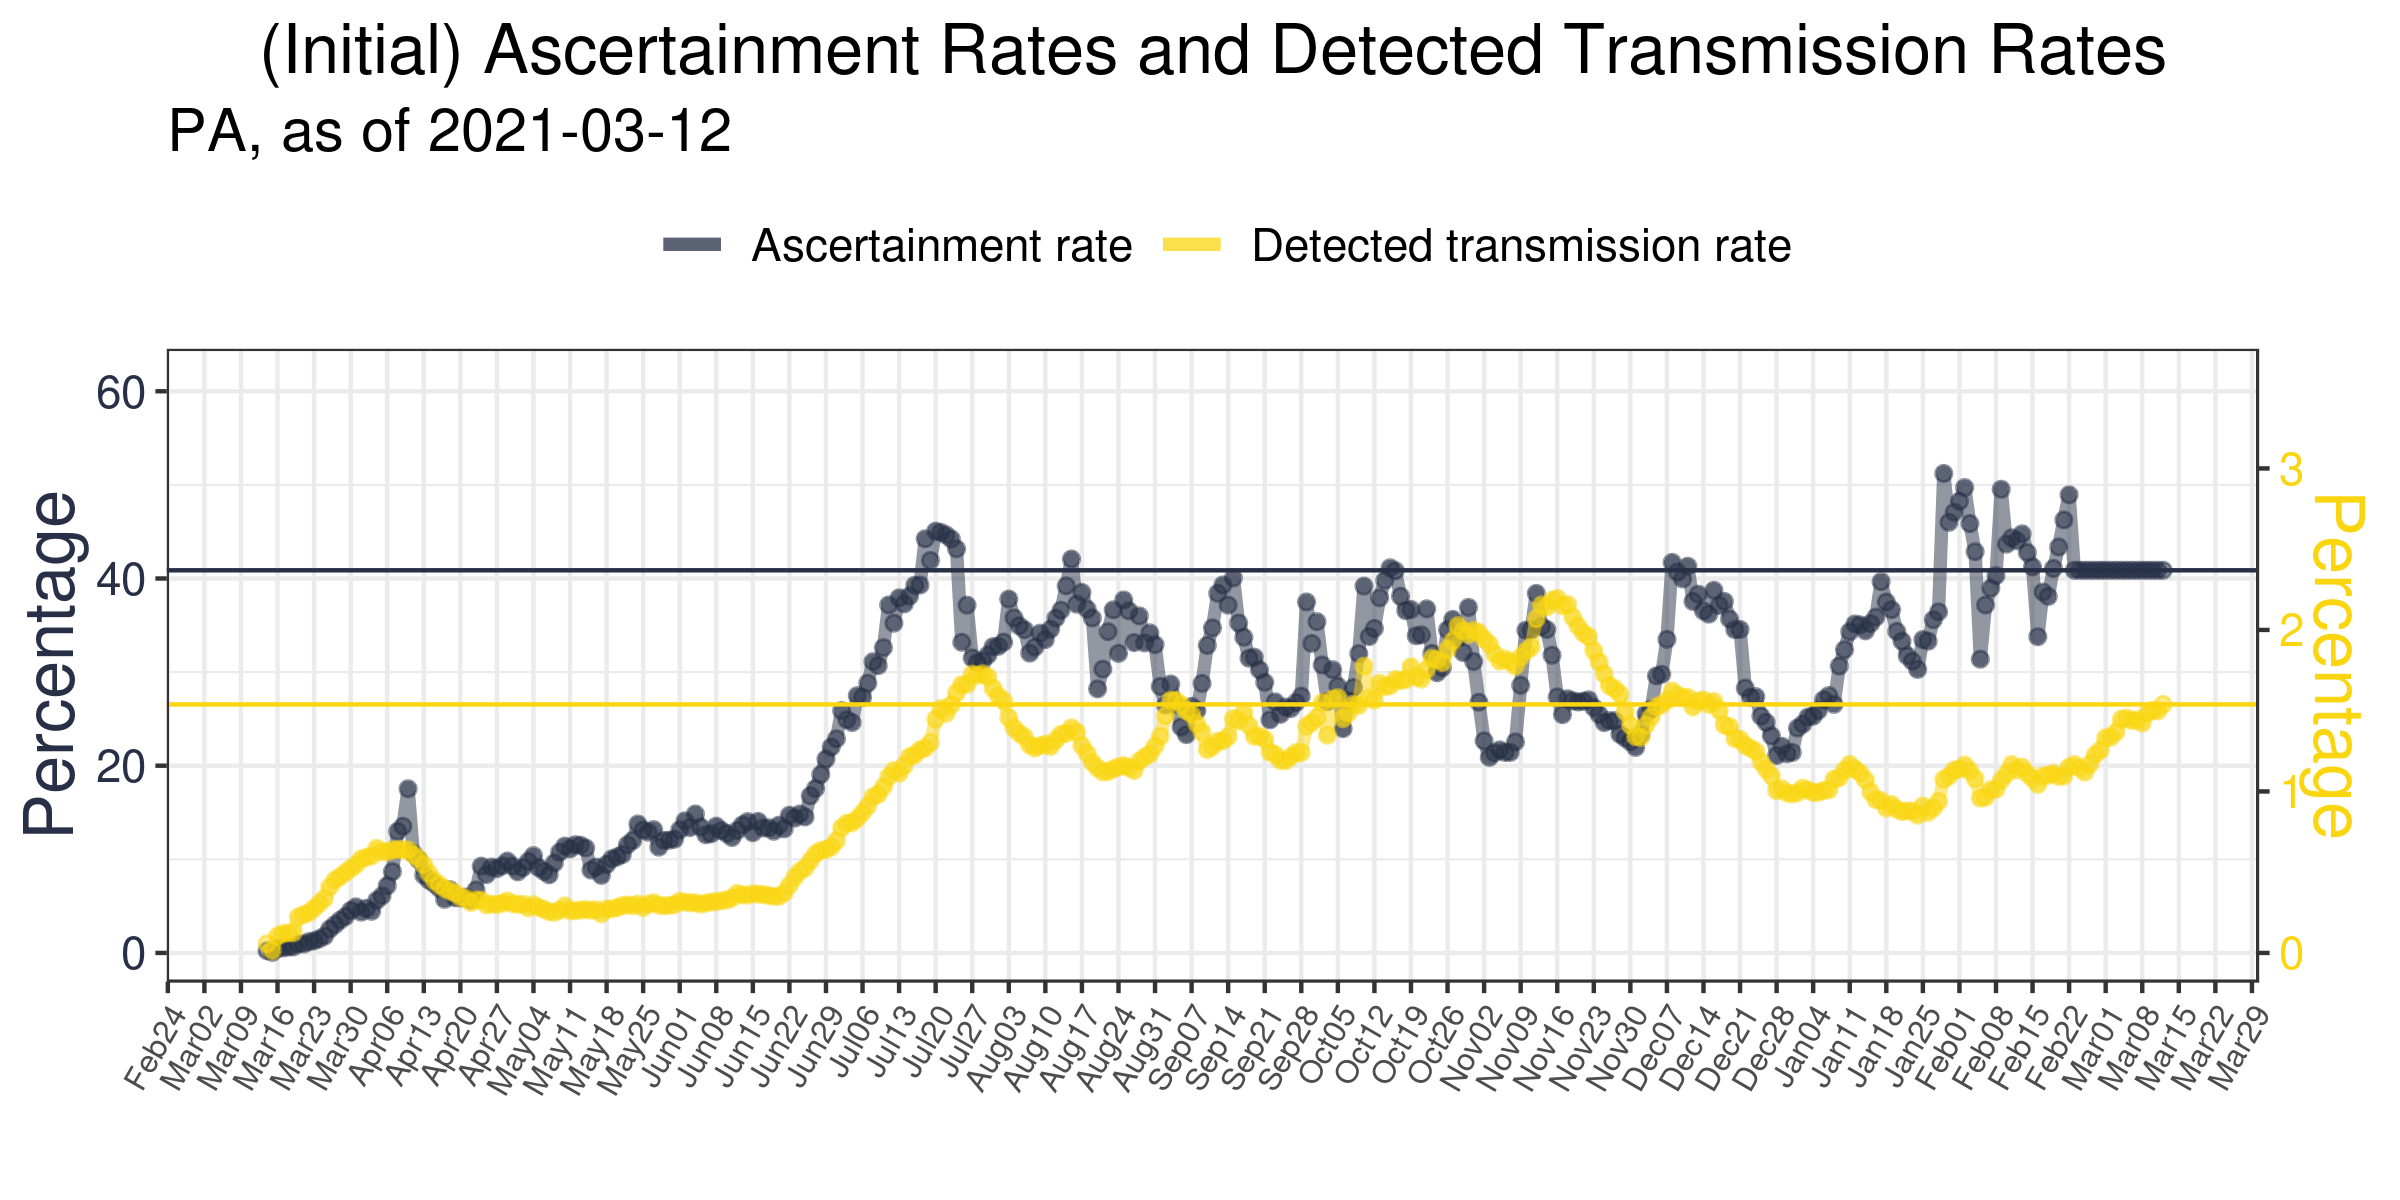 (Initial) Ascertainment Rates and Detected Transmission Rates
PA, as of 2021-03-12
Ascertainment rate
Detected transmission rate
Percentage
60
40
20
0
3
2
1
0
Percentage
Feb24
Mar02
Mar09
Mar16
Mar23
Mar30
Apr06
Apr13
Apr20
Apr27
May04
May11
May18
May25
Jun01
Jun08
Jun15
Jun22
Jun29
Jul06
Jul13
Jul20
Jul27
Aug03
Aug10
Aug17
Aug24
Aug31
Sep07
Sep14
Sep21
Sep28
Oct05
Oct12
Oct19
Oct26
Nov02
Nov09
Nov16
Nov23
Nov30
Dec07
Dec14
Dec21
Dec28
Jan04
Jan11
Jan18
Jan25
Feb01
Feb08
Feb15
Feb22
Mar01
Mar08
Mar15
Mar22
Mar29